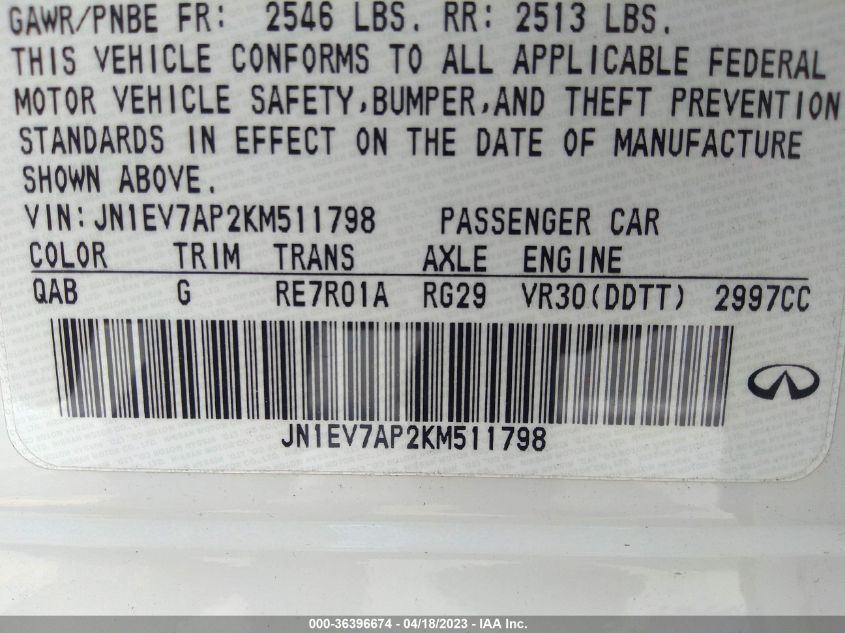 GAWR/PNBE FR: 2546 LBS. RR: 2513 LBS.
THIS VEHICLE CONFORMS TO ALL APPLICABLE FEDERAL
MOTOR VEHICLE SAFETY,BUMPER,AND THEFT PREVENTION
STANDARDS IN EFFECT ON THE DATE OF MANUFACTURE
SHOWN ABOVE.
VIN:JN1EV7AP2KM511798 PASSENGER CAR
COLOR TRIM TRANS AXLE ENGINE
QAB G RE7R01A RG29 VR30(DDTT) 2997CC
JN1EV7AP2KM511798
000-36396674 / 04/18/2023 - © IAA Inc.